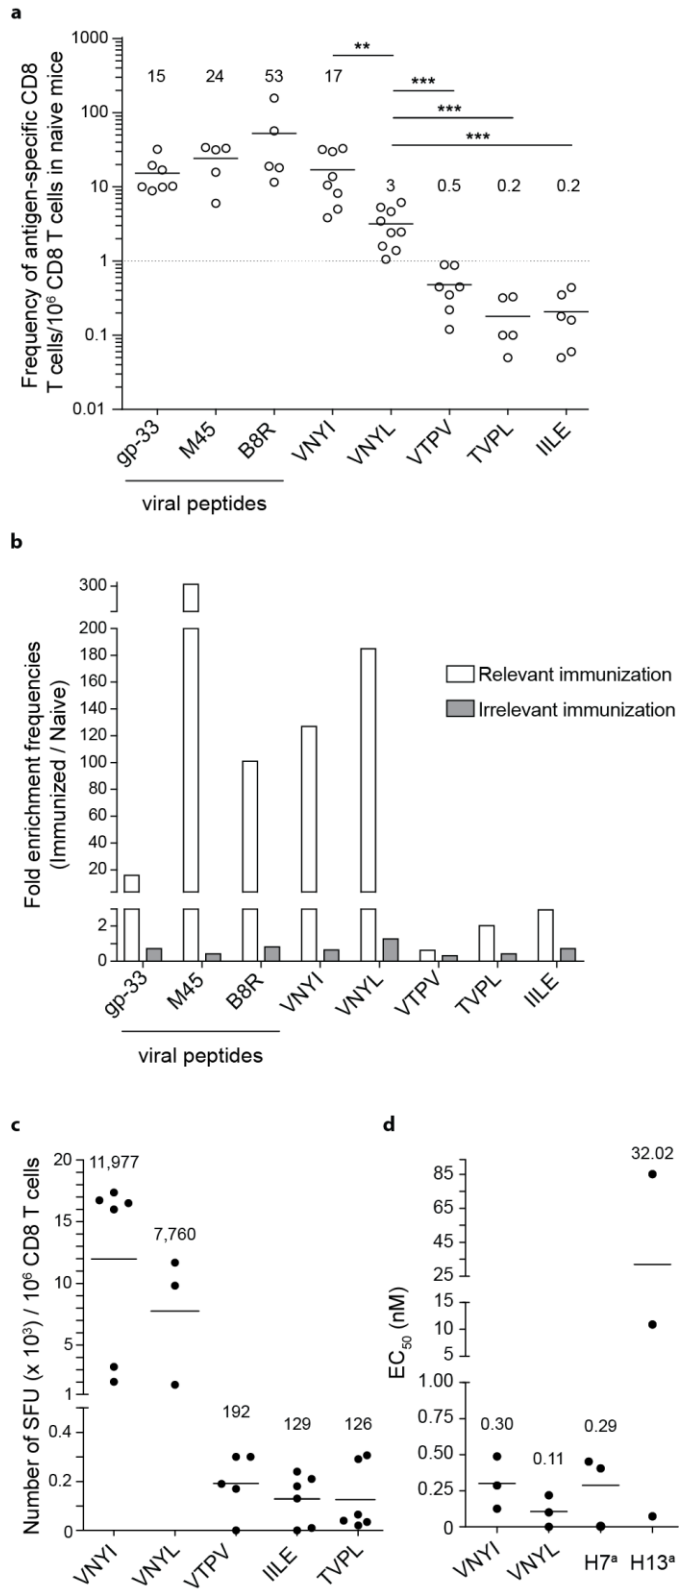 a
Frequency of antigen-specific CD8
T cells/10⁶ CD8 T cells in naive mice
1000
100
10
1
0.1
0.01
15
24
53
17
3
0.5
0.2
0.2
**
***
***
***
gp-33
M45
B8R
VNYI
VNYL
VTPV
TVPL
IILE
viral peptides
b
Fold enrichment frequencies
(Immunized / Naive)
300
200
180
160
140
120
100
80
60
40
20
2
0
Relevant immunization
Irrelevant immunization
gp-33
M45
B8R
VNYI
VNYL
VTPV
TVPL
IILE
viral peptides
c
Number of SFU (x 10³) / 10⁶ CD8 T cells
20
15
10
5
1
0.4
0.2
0
11,977
7,760
192
129
126
VNYI
VNYL
VTPV
IILE
TVPL
d
EC₅₀ (nM)
85
65
45
25
15
10
5
1.00
0.75
0.50
0.25
0
0.30
0.11
0.29
32.02
VNYI
VNYL
H7ᵃ
H13ᵃ